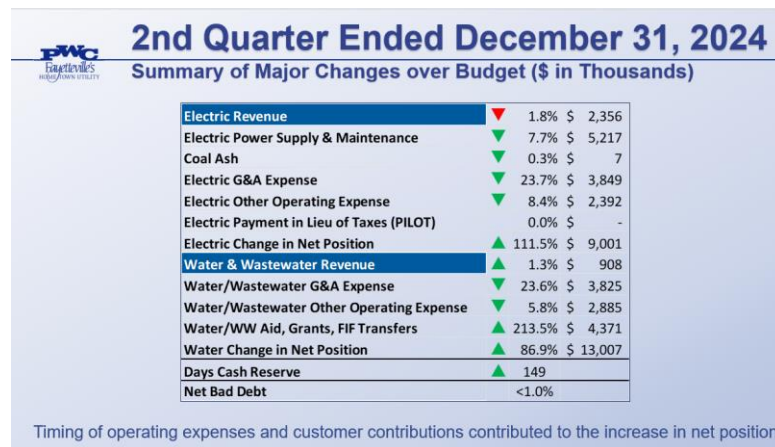 PWC
Fayetteville's
HOMETOWN UTILITY
2nd Quarter Ended December 31, 2024
Summary of Major Changes over Budget ($ in Thousands)
Electric Revenue ▼ 1.8% $ 2,356
Electric Power Supply & Maintenance ▼ 7.7% $ 5,217
Coal Ash ▼ 0.3% $ 7
Electric G&A Expense ▼ 23.7% $ 3,849
Electric Other Operating Expense ▼ 8.4% $ 2,392
Electric Payment in Lieu of Taxes (PILOT) 0.0% $ -
Electric Change in Net Position ▲ 111.5% $ 9,001
Water & Wastewater Revenue ▲ 1.3% $ 908
Water/Wastewater G&A Expense ▼ 23.6% $ 3,825
Water/Wastewater Other Operating Expense ▼ 5.8% $ 2,885
Water/WW Aid, Grants, FIF Transfers ▲ 213.5% $ 4,371
Water Change in Net Position ▲ 86.9% $ 13,007
Days Cash Reserve ▲ 149
Net Bad Debt <1.0%
Timing of operating expenses and customer contributions contributed to the increase in net position